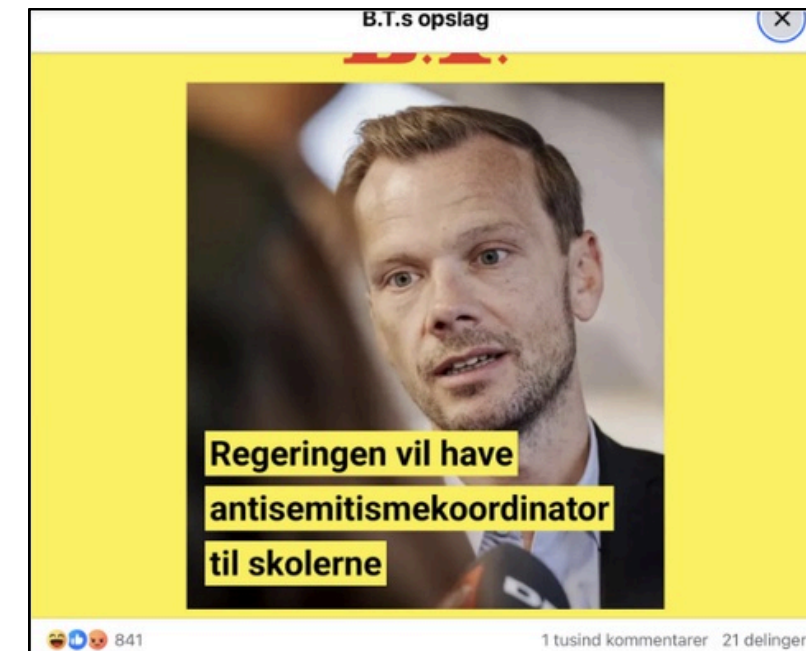 B.T.s opslag
B.T.
Regeringen vil have
antisemitismekoordinator
til skolerne
841
1 tusind kommentarer 21 delinger